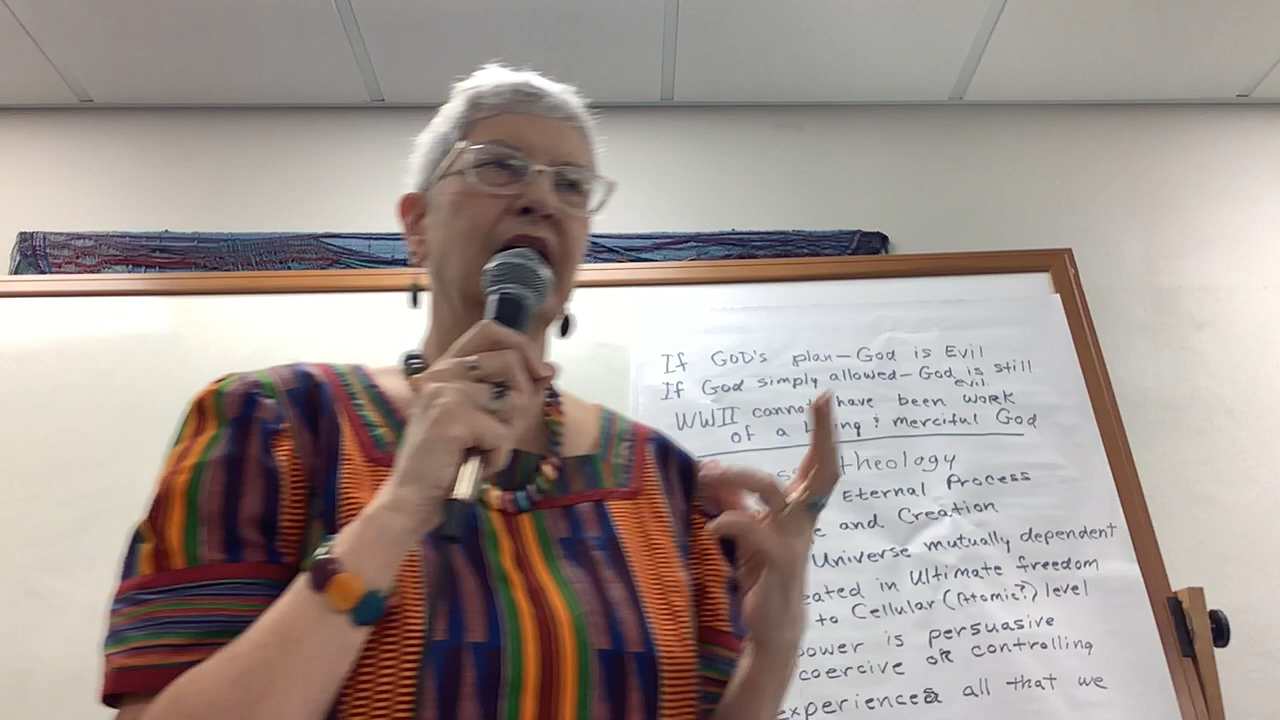 If GOD's plan—God is Evil
If God simply allowed—God is still
evil
WWII cannot have been work
of a & merciful God
theology
Eternal Process
and Creation
Universe mutually dependent
in Ultimate freedom
to Cellular (Atomic?) level
is persuasive
coercive or controlling
experiences all that we